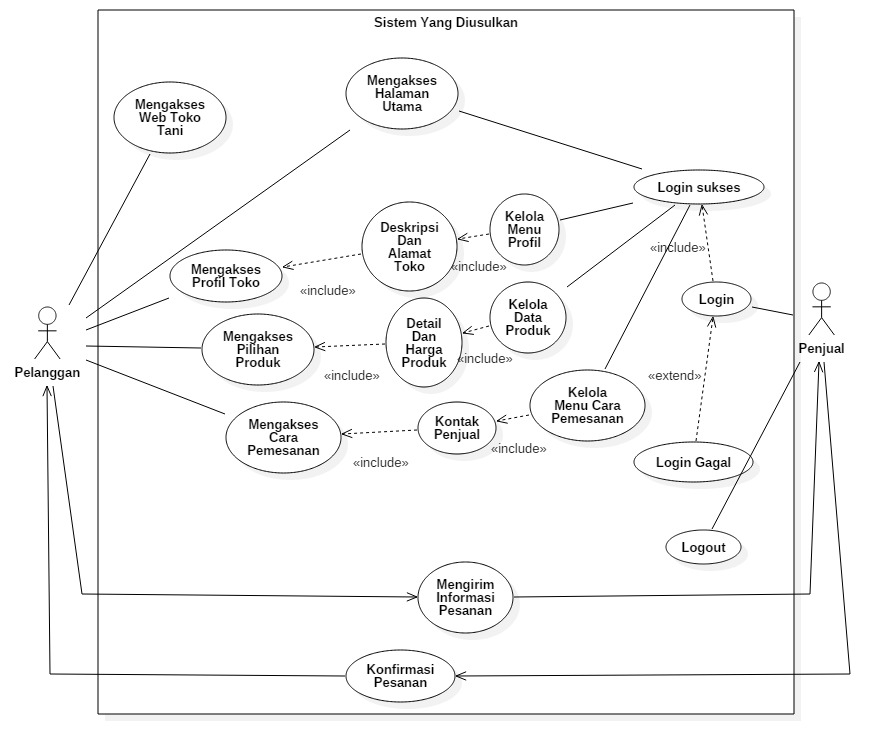 Sistem Yang Diusulkan
Mengakses
Halaman
Utama
Mengakses
Web Toko
Tani
Login sukses
Kelola
Menu
Profil
Deskripsi
Dan
Alamat
Toko
«include»
«include»
Mengakses
Profil Toko
«include»
Login
Kelola
Data
Produk
Detail
Dan
Harga
Produk
Mengakses
Pilihan
Produk
«include»
«include»
Pelanggan
Penjual
«extend»
Kelola
Menu Cara
Pemesanan
Kontak
Penjual
Mengakses
Cara
Pemesanan
«include»
«include»
Login Gagal
Logout
Mengirim
Informasi
Pesanan
Konfirmasi
Pesanan